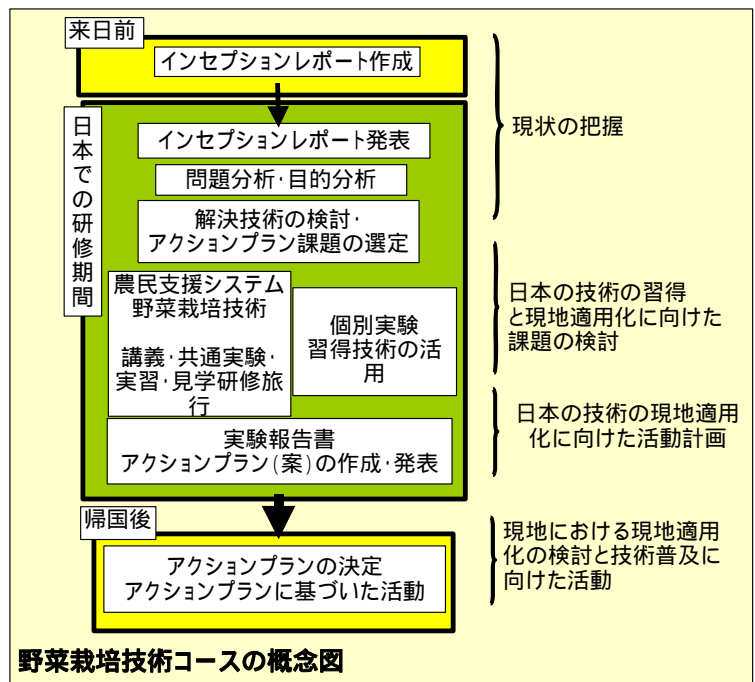 来日前
インセプションレポート作成
日本での研修期間
インセプションレポート発表
問題分析･目的分析
解決技術の検討･
アクションプラン課題の選定
現状の把握
農民支援システム
野菜栽培技術
講義･共通実験･
実習･見学研修旅
行
個別実験
習得技術の活
用
日本の技術の習得
と現地適用化に向けた
課題の検討
実験報告書
アクションプラン(案)の作成･発表
日本の技術の現地適用
化に向けた活動計画
帰国後
アクションプランの決定
アクションプランに基づいた活動
現地における現地適用
化の検討と技術普及に
向けた活動
野菜栽培技術コースの概念図